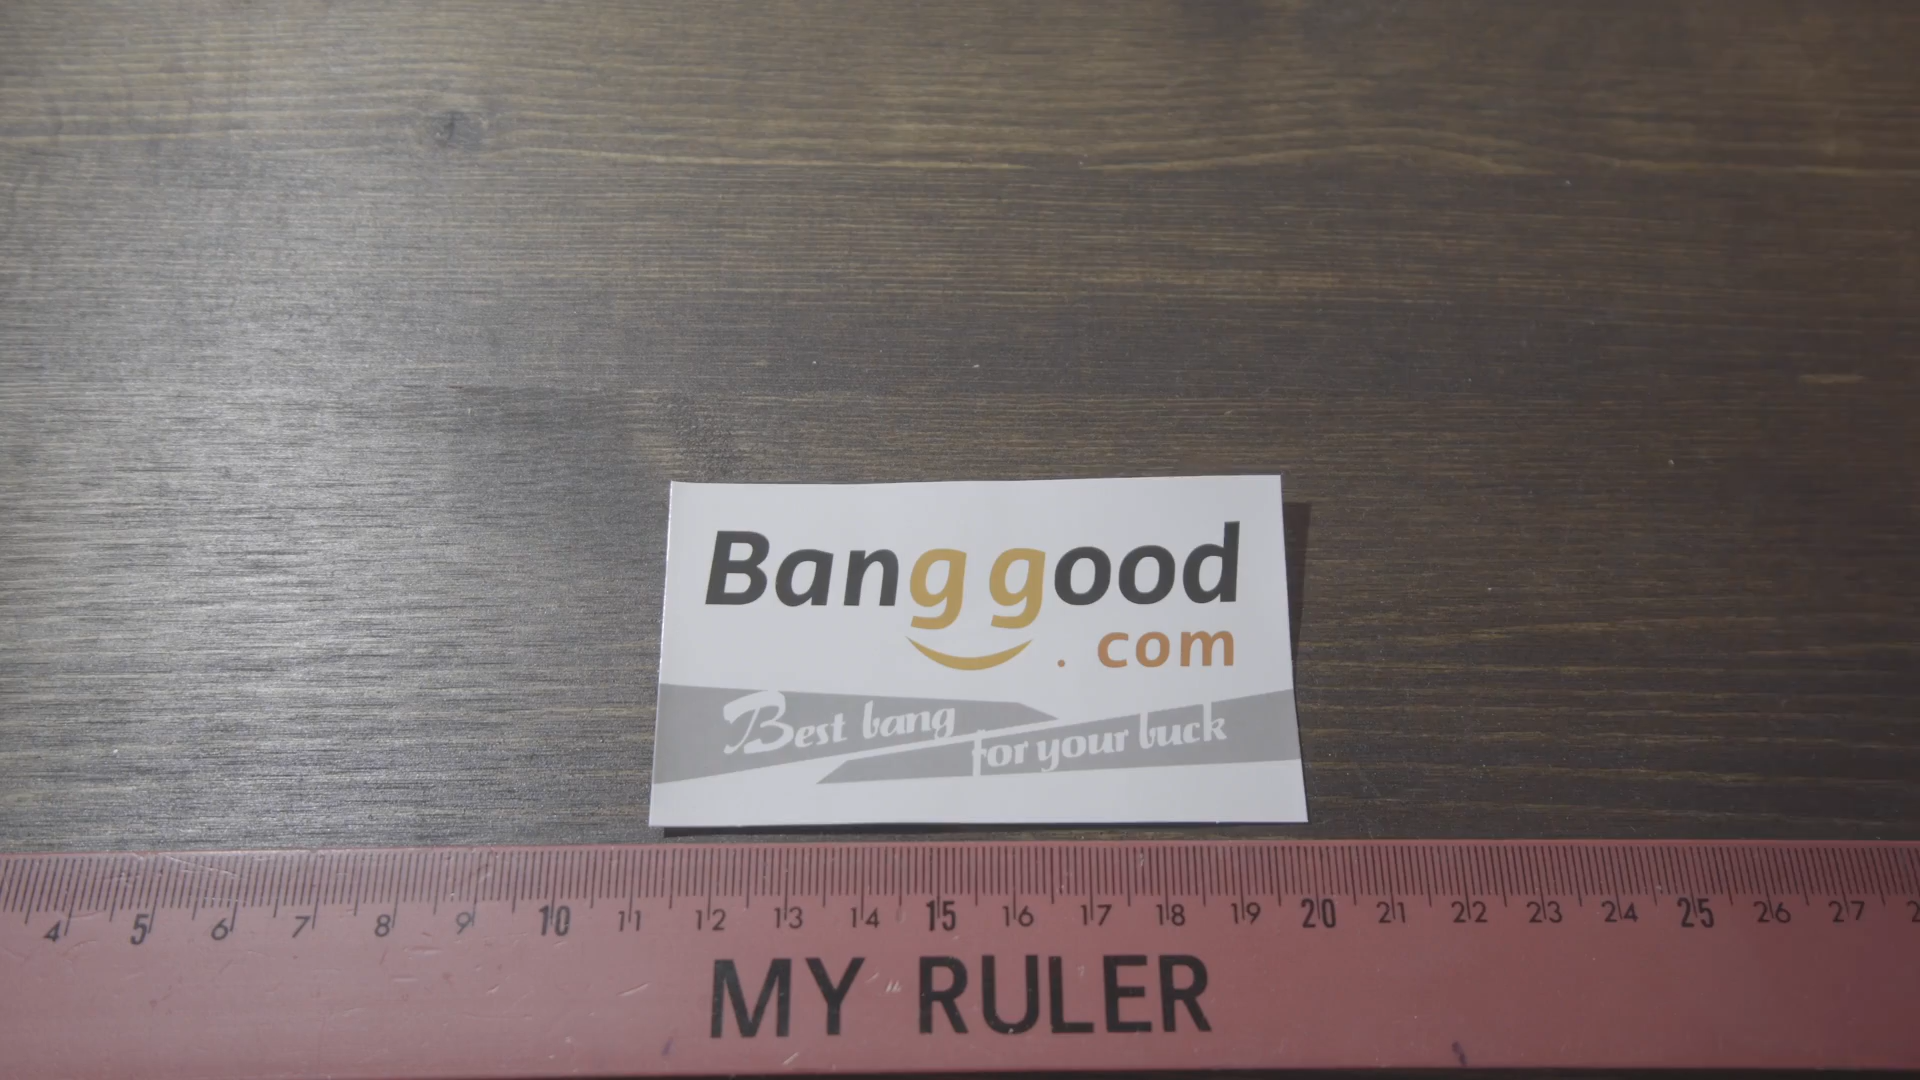 Banggood
.com
Best bang
for your buck
4 5 6 7 8 9 10 11 12 13 14 15 16 17 18 19 20 21 22 23 24 25 26 27
MY RULER